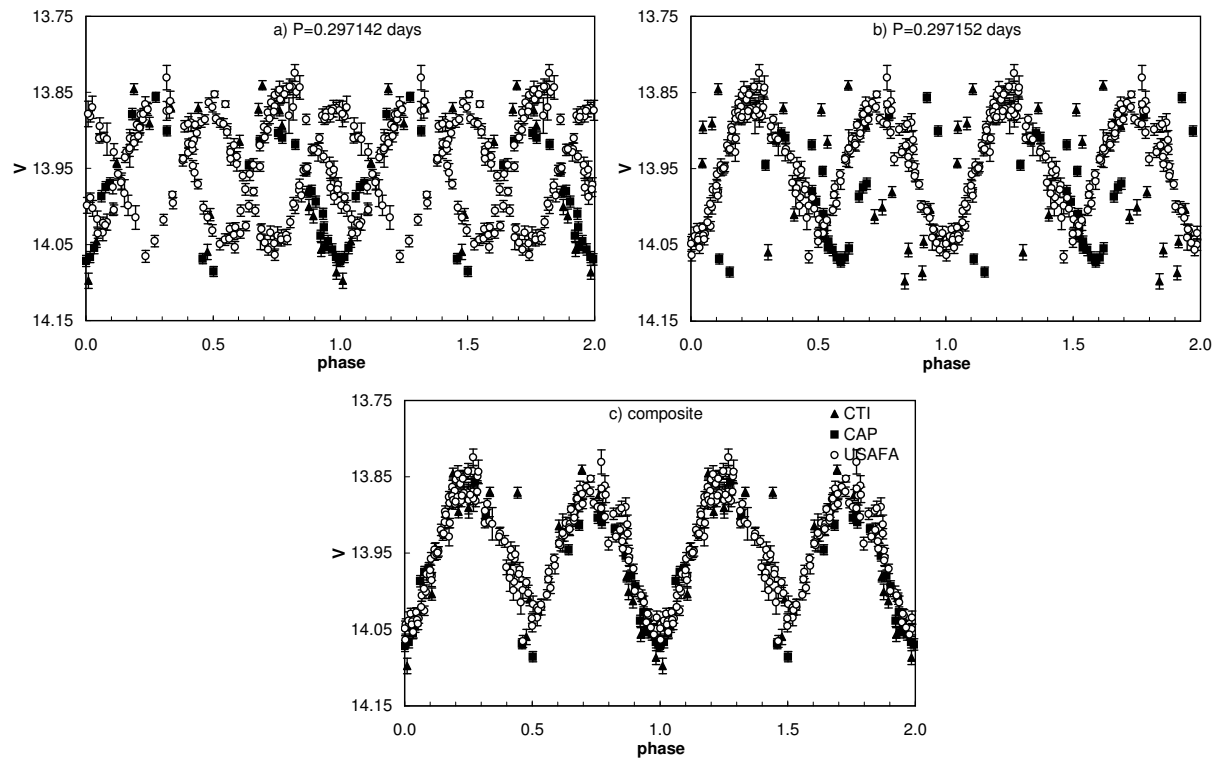 a) P=0.297142 days
13.75
13.85
13.95
14.05
14.15
V
0.0 0.5 1.0 1.5 2.0
phase
b) P=0.297152 days
13.75
13.85
13.95
14.05
14.15
V
0.0 0.5 1.0 1.5 2.0
phase
c) composite
CTI
CAP
USAFA
13.75
13.85
13.95
14.05
14.15
V
0.0 0.5 1.0 1.5 2.0
phase